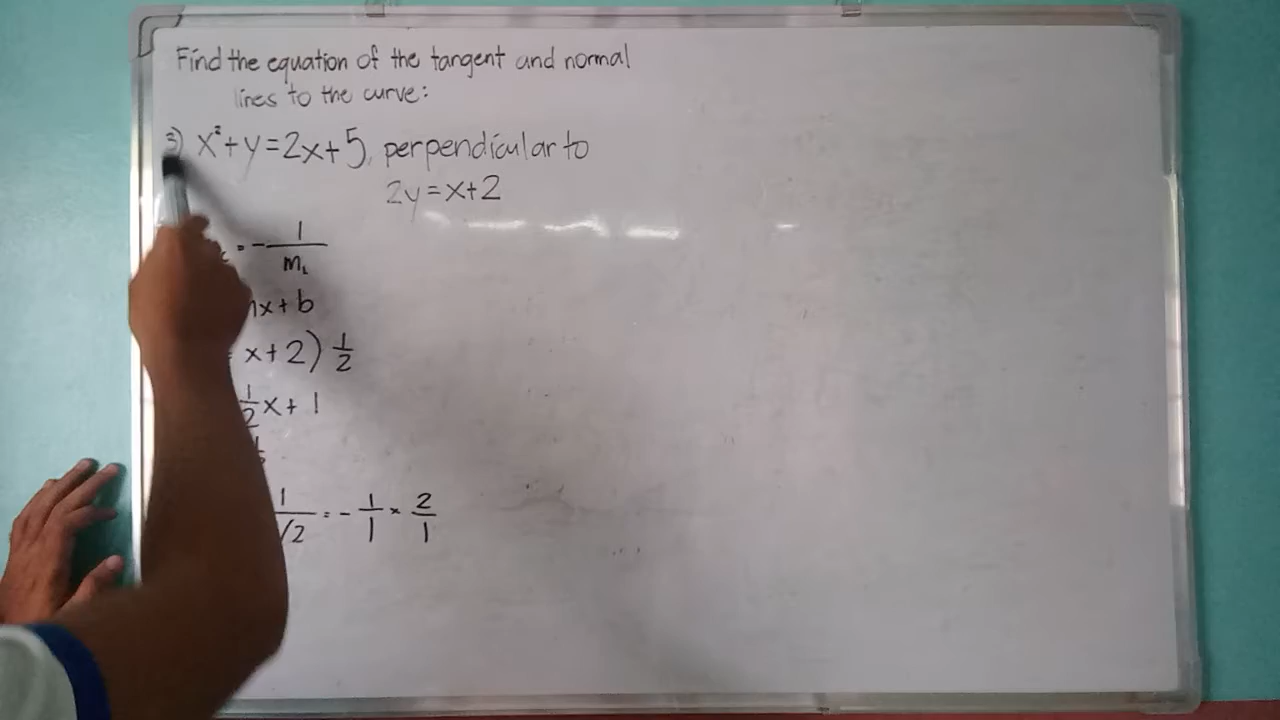 Find the equation of the tangent and normal
lines to the curve:
3) x²+y=2x+5, perpendicular to
2y=x+2
= - 1/m₁
x+b
x+2) 1/2
1/2 x+1
1/2 = - 1/1 × 2/1